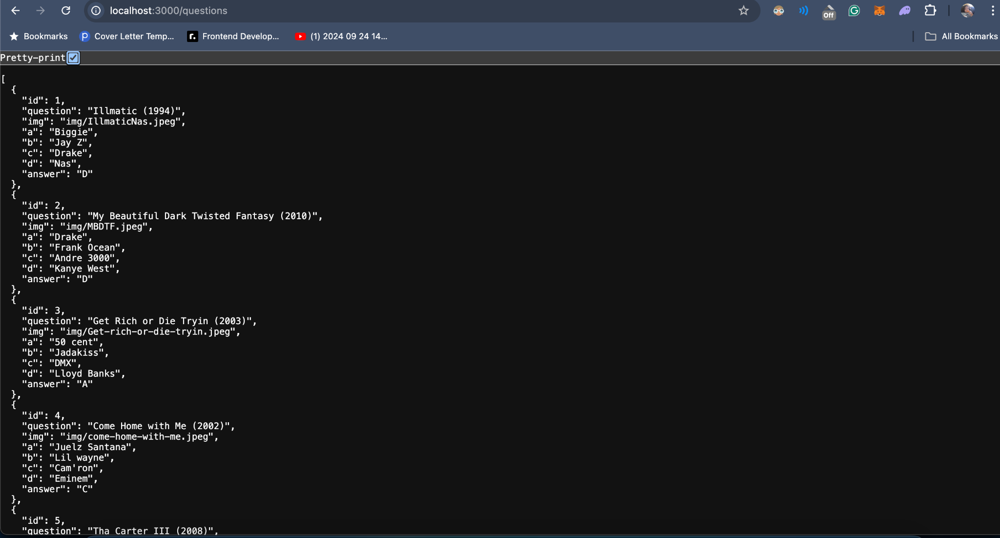 localhost:3000/questions
Off
Bookmarks
Cover Letter Temp...
Frontend Develop...
(1) 2024 09 24 14...
All Bookmarks
Pretty-print
[
  {
    "id": 1,
    "question": "Illmatic (1994)",
    "img": "img/IllmaticNas.jpeg",
    "a": "Biggie",
    "b": "Jay Z",
    "c": "Drake",
    "d": "Nas",
    "answer": "D"
  },
  {
    "id": 2,
    "question": "My Beautiful Dark Twisted Fantasy (2010)",
    "img": "img/MBDTF.jpeg",
    "a": "Drake",
    "b": "Frank Ocean",
    "c": "Andre 3000",
    "d": "Kanye West",
    "answer": "D"
  },
  {
    "id": 3,
    "question": "Get Rich or Die Tryin (2003)",
    "img": "img/Get-rich-or-die-tryin.jpeg",
    "a": "50 cent",
    "b": "Jadakiss",
    "c": "DMX",
    "d": "Lloyd Banks",
    "answer": "A"
  },
  {
    "id": 4,
    "question": "Come Home with Me (2002)",
    "img": "img/come-home-with-me.jpeg",
    "a": "Juelz Santana",
    "b": "Lil wayne",
    "c": "Cam'ron",
    "d": "Eminem",
    "answer": "C"
  },
  {
    "id": 5,
    "question": "Tha Carter III (2008)",